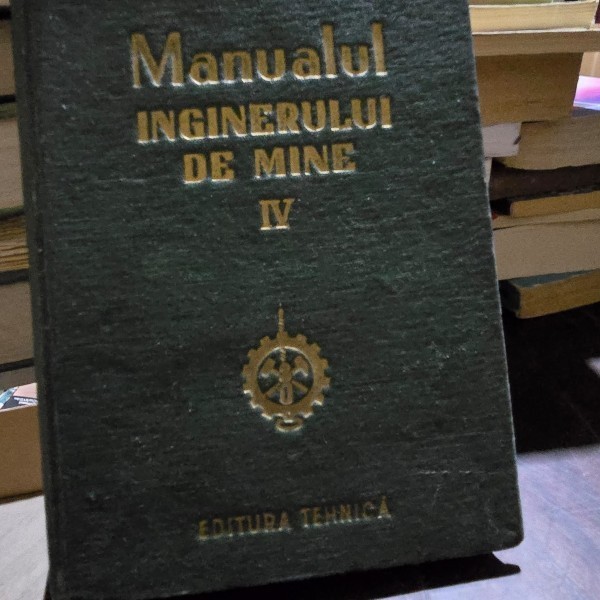 Manualul
INGINERULUI
DE MINE
IV
EDITURA TEHNICĂ